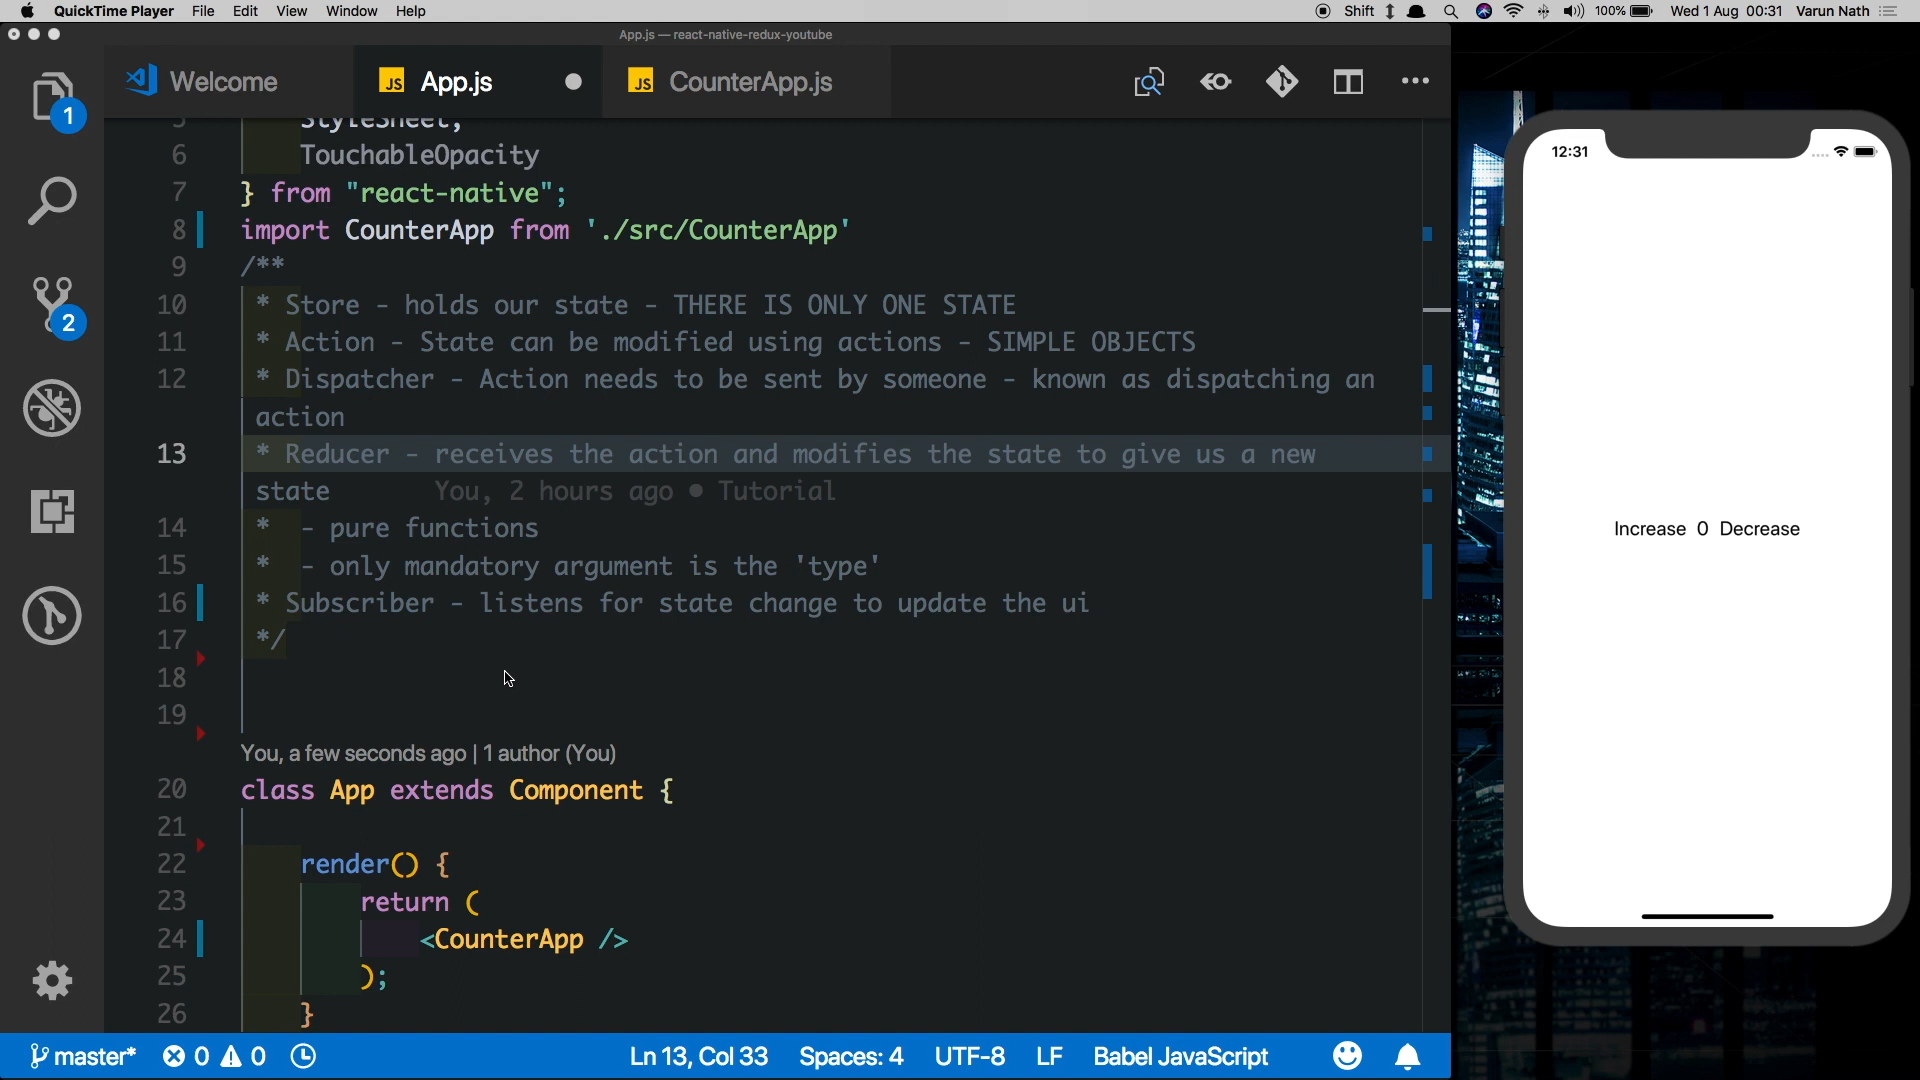 QuickTime Player File Edit View Window Help Shift 100% Wed 1 Aug 00:31 Varun Nath
App.js — react-native-redux-youtube
Welcome JS App.js JS CounterApp.js
5 StyleSheet,
6 TouchableOpacity
7 } from "react-native";
8 import CounterApp from './src/CounterApp'
9 /**
10 * Store - holds our state - THERE IS ONLY ONE STATE
11 * Action - State can be modified using actions - SIMPLE OBJECTS
12 * Dispatcher - Action needs to be sent by someone - known as dispatching an
action
13 * Reducer - receives the action and modifies the state to give us a new
state You, 2 hours ago • Tutorial
14 * - pure functions
15 * - only mandatory argument is the 'type'
16 * Subscriber - listens for state change to update the ui
17 */
18
19
You, a few seconds ago | 1 author (You)
20 class App extends Component {
21
22 render() {
23 return (
24 <CounterApp />
25 );
26 }
1
2
master* 0 0 Ln 13, Col 33 Spaces: 4 UTF-8 LF Babel JavaScript
12:31
Increase 0 Decrease